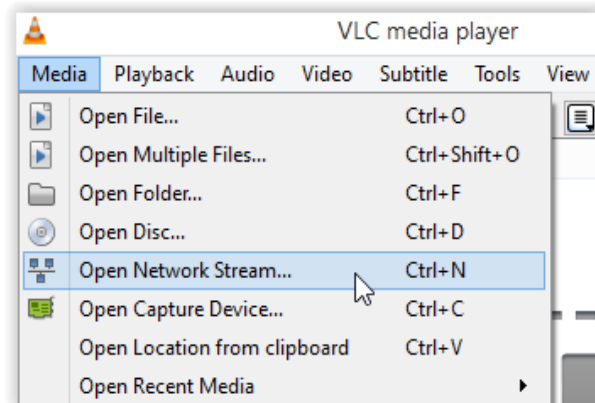 VLC media player
Media Playback Audio Video Subtitle Tools View
Open File... Ctrl+O
Open Multiple Files... Ctrl+Shift+O
Open Folder... Ctrl+F
Open Disc... Ctrl+D
Open Network Stream... Ctrl+N
Open Capture Device... Ctrl+C
Open Location from clipboard Ctrl+V
Open Recent Media